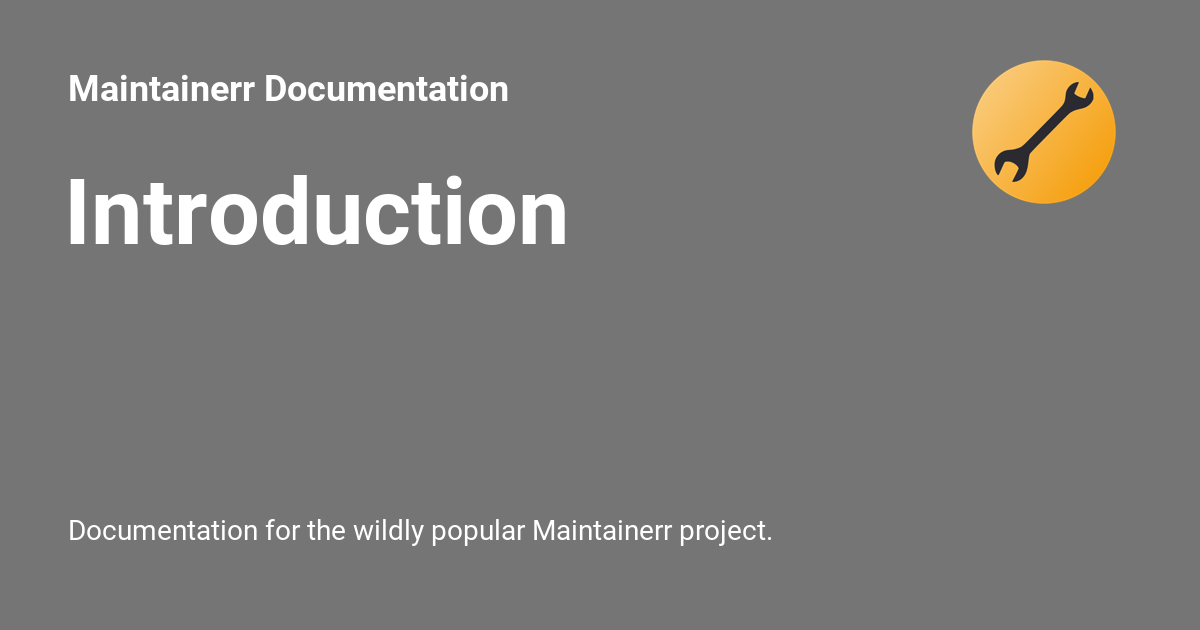 Maintainerr Documentation
Introduction
Documentation for the wildly popular Maintainerr project.